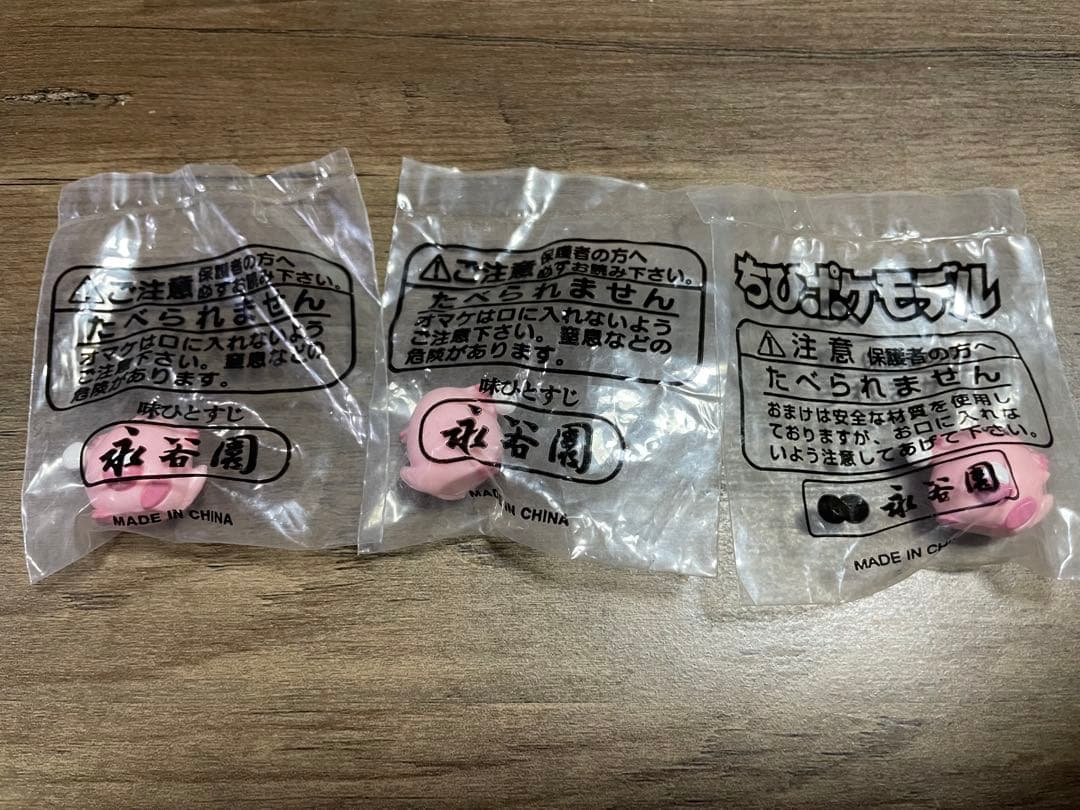 ⚠ご注意 保護者の方へ
必ずお読み下さい。
たべられません
オマケは口に入れないよう
ご注意下さい。窒息などの
危険があります。
味ひとすじ
永谷園
MADE IN CHINA
⚠ご注意 保護者の方へ
必ずお読み下さい。
たべられません
オマケは口に入れないよう
ご注意下さい。窒息などの
危険があります。
味ひとすじ
永谷園
MADE IN CHINA
ちびポケモデル
⚠注意 保護者の方へ
たべられません
おまけは安全な材質を使用し
ておりますが、お口に入れな
いよう注意してあげて下さい。
永谷園
MADE IN CH